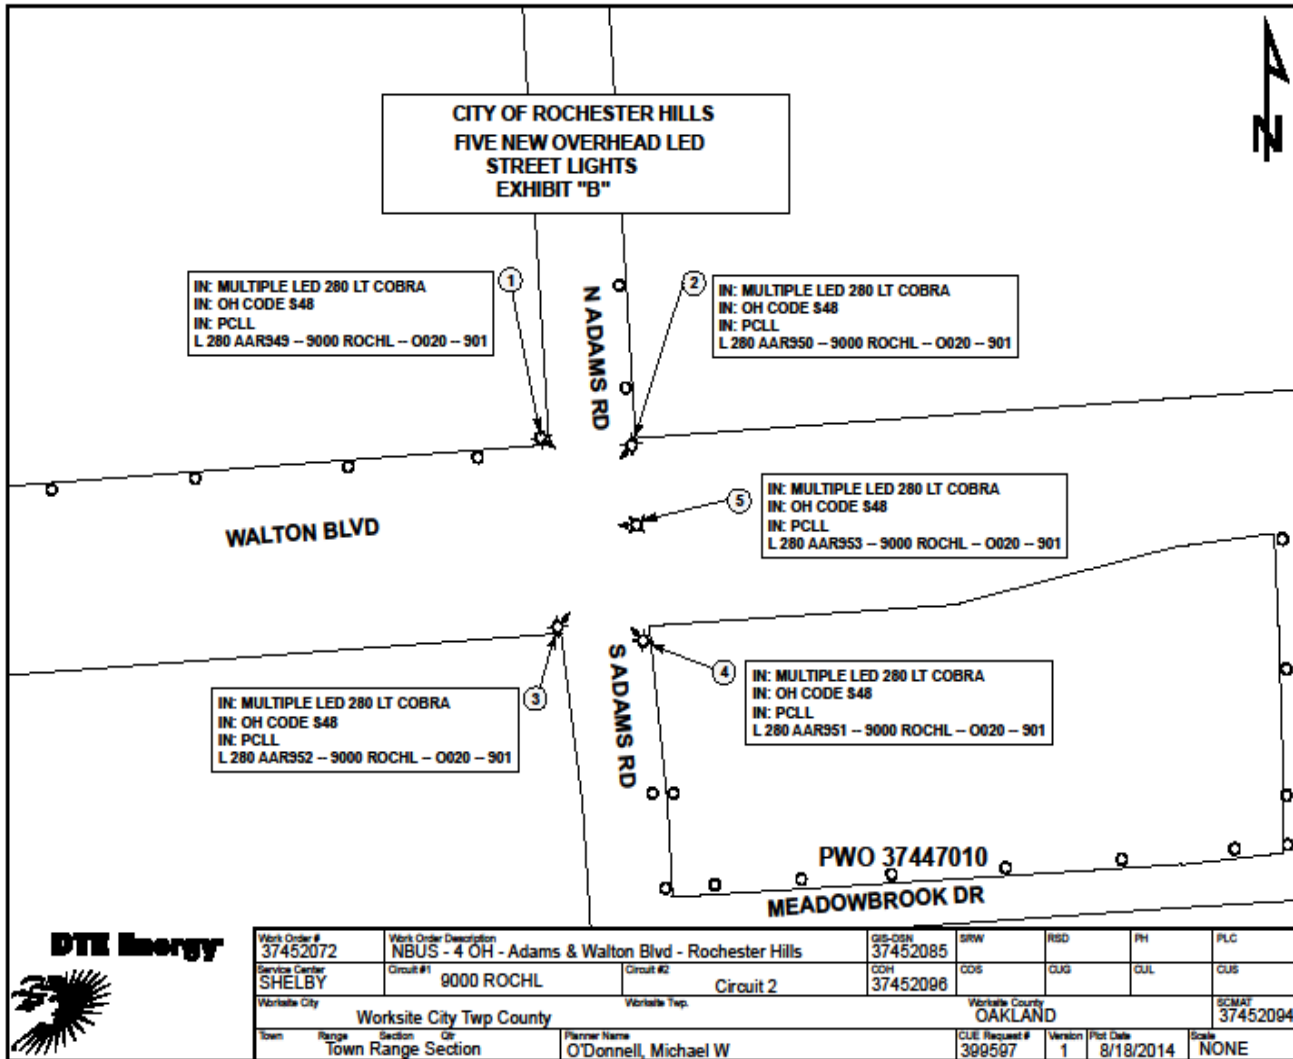 CITY OF ROCHESTER HILLS
FIVE NEW OVERHEAD LED
STREET LIGHTS
EXHIBIT "B"
N
IN: MULTIPLE LED 280 LT COBRA
IN: OH CODE S48
IN: PCLL
L 280 AAR949 -- 9000 ROCHL -- O020 -- 901
1
N ADAMS RD
2
IN: MULTIPLE LED 280 LT COBRA
IN: OH CODE S48
IN: PCLL
L 280 AAR950 -- 9000 ROCHL -- O020 -- 901
WALTON BLVD
5
IN: MULTIPLE LED 280 LT COBRA
IN: OH CODE S48
IN: PCLL
L 280 AAR953 -- 9000 ROCHL -- O020 -- 901
IN: MULTIPLE LED 280 LT COBRA
IN: OH CODE S48
IN: PCLL
L 280 AAR952 -- 9000 ROCHL -- O020 -- 901
3
S ADAMS RD
4
IN: MULTIPLE LED 280 LT COBRA
IN: OH CODE S48
IN: PCLL
L 280 AAR951 -- 9000 ROCHL -- O020 -- 901
PWO 37447010
MEADOWBROOK DR
DTE Energy
Work Order # Work Order Description GIS-DSN SRW RSD PH PLC
37452072 NBUS - 4 OH - Adams & Walton Blvd - Rochester Hills 37452085
Service Center Circuit #1 Circuit #2 COH COS CUG CUL CUS
SHELBY 9000 ROCHL Circuit 2 37452096
Worksite City Worksite Twp. Worksite County SCMAT
Worksite City Twp County OAKLAND 37452094
Town Range Section Qtr Planner Name CUE Request # Version Plot Date Scale
Town Range Section O'Donnell, Michael W 399597 1 8/18/2014 NONE